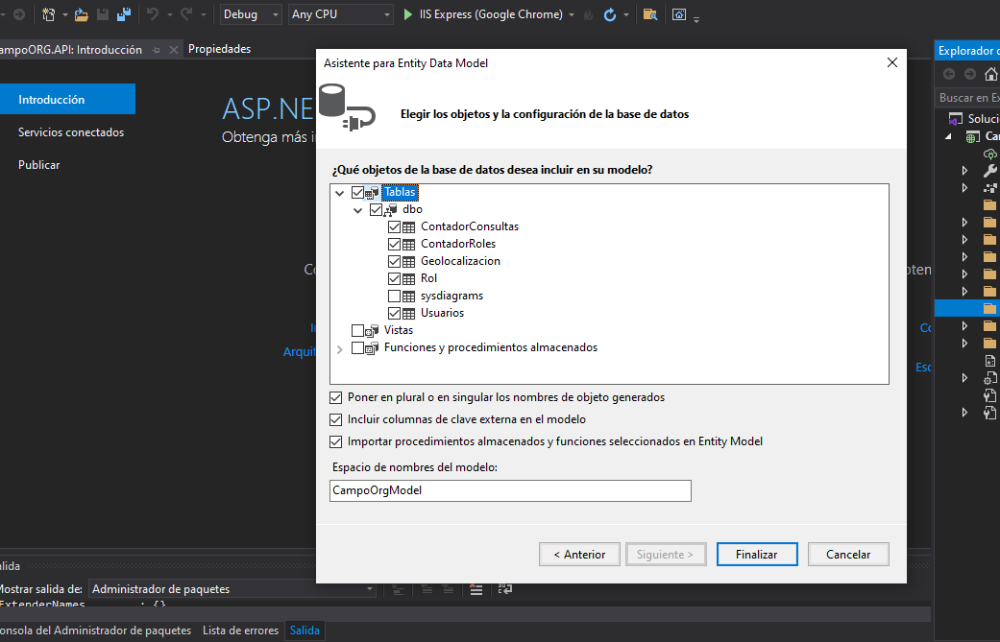 Debug
Any CPU
IIS Express (Google Chrome)
ampoORG.API: Introducción
Propiedades
Introducción
Servicios conectados
Publicar
ASP.NE
Obtenga más i
Co
Arquit
Asistente para Entity Data Model
Elegir los objetos y la configuración de la base de datos
¿Qué objetos de la base de datos desea incluir en su modelo?
Tablas
dbo
ContadorConsultas
ContadorRoles
Geolocalizacion
Rol
sysdiagrams
Usuarios
Vistas
Funciones y procedimientos almacenados
Poner en plural o en singular los nombres de objeto generados
Incluir columnas de clave externa en el modelo
Importar procedimientos almacenados y funciones seleccionados en Entity Model
Espacio de nombres del modelo:
CampoOrgModel
< Anterior
Siguiente >
Finalizar
Cancelar
oten
Co
Esc
Explorador d
Buscar en Ex
Soluci
Ca
alida
Mostrar salida de:
Administrador de paquetes
ExtenderNames : {}
onsola del Administrador de paquetes
Lista de errores
Salida